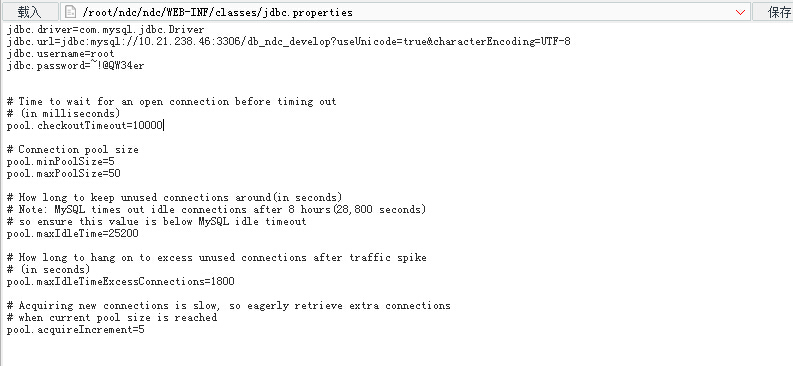 载入 /root/ndc/ndc/WEB-INF/classes/jdbc.properties 保存
jdbc.driver=com.mysql.jdbc.Driver
jdbc.url=jdbc:mysql://10.21.238.46:3306/db_ndc_develop?useUnicode=true&characterEncoding=UTF-8
jdbc.username=root
jdbc.password=~!@QW34er
# Time to wait for an open connection before timing out
# (in milliseconds)
pool.checkoutTimeout=10000
# Connection pool size
pool.minPoolSize=5
pool.maxPoolSize=50
# How long to keep unused connections around(in seconds)
# Note: MySQL times out idle connections after 8 hours(28,800 seconds)
# so ensure this value is below MySQL idle timeout
pool.maxIdleTime=25200
# How long to hang on to excess unused connections after traffic spike
# (in seconds)
pool.maxIdleTimeExcessConnections=1800
# Acquiring new connections is slow, so eagerly retrieve extra connections
# when current pool size is reached
pool.acquireIncrement=5